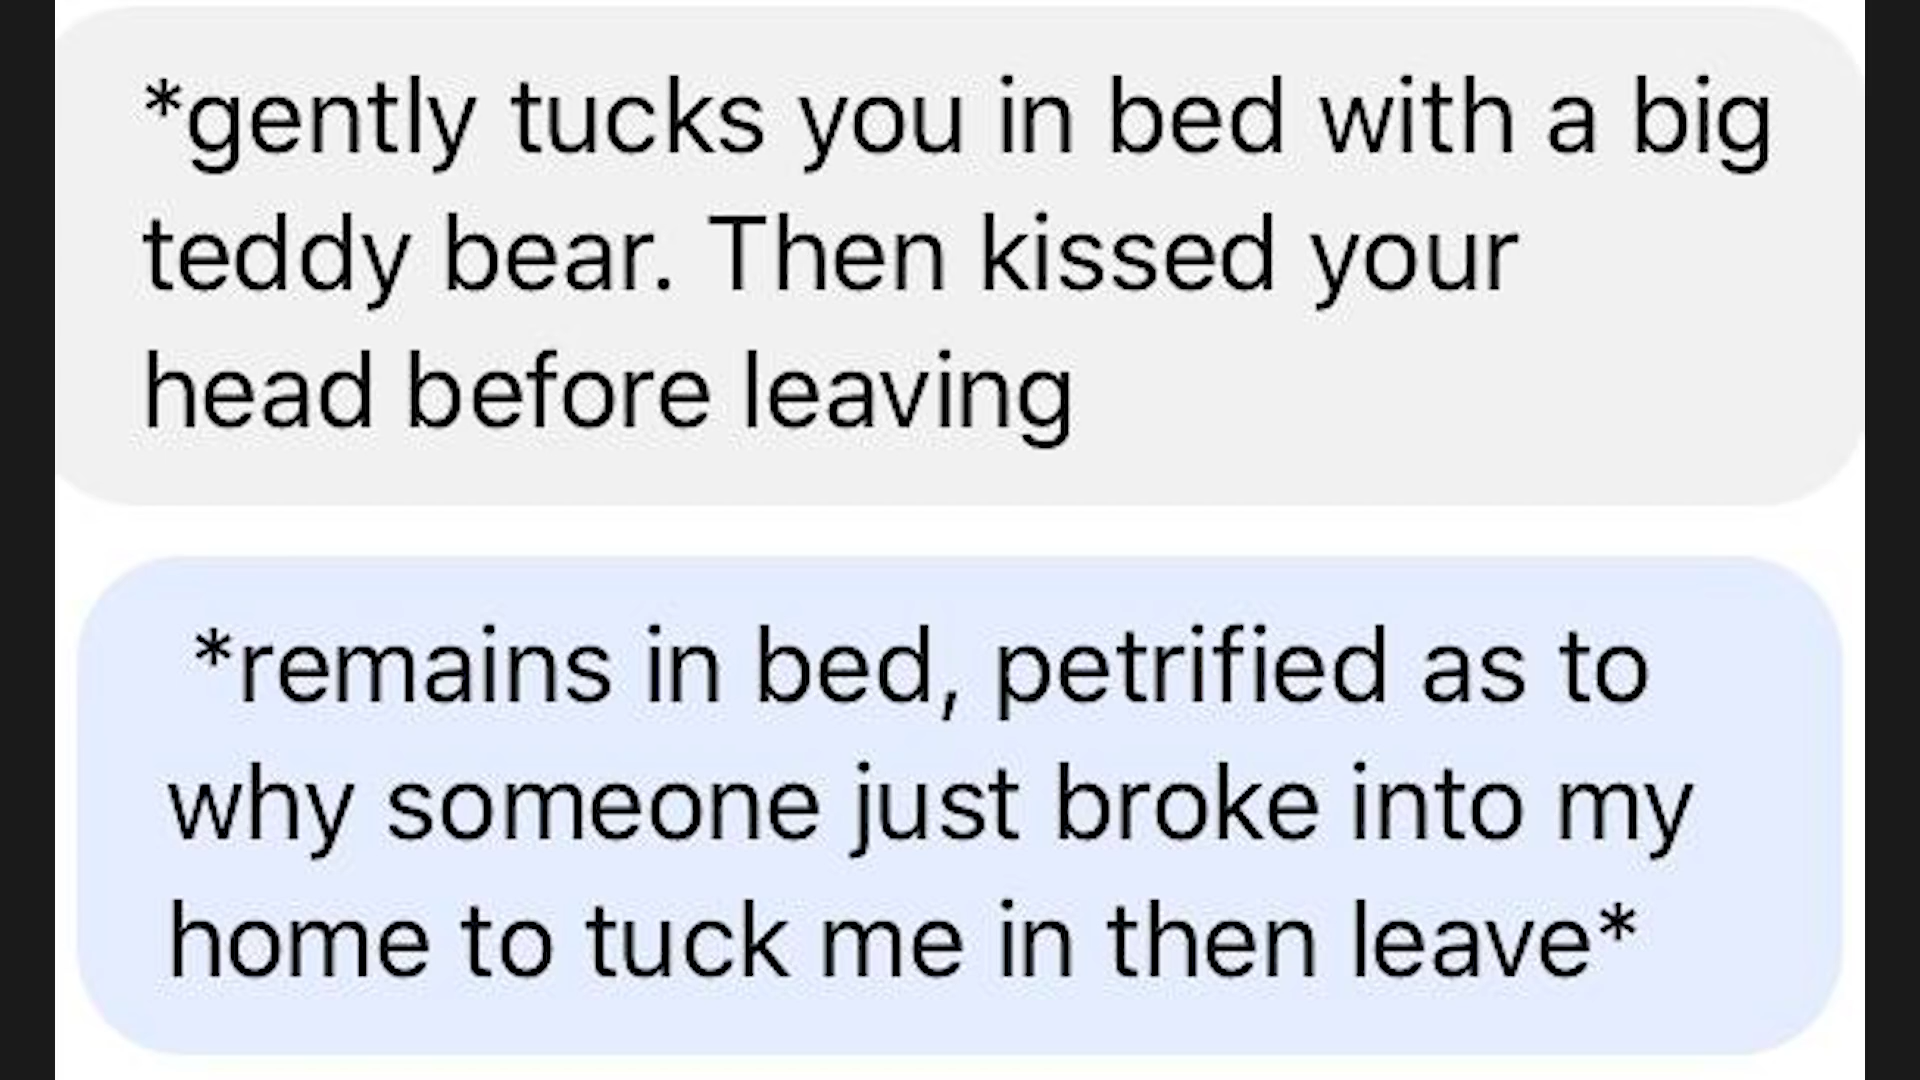 *gently tucks you in bed with a big
teddy bear. Then kissed your
head before leaving
*remains in bed, petrified as to
why someone just broke into my
home to tuck me in then leave*